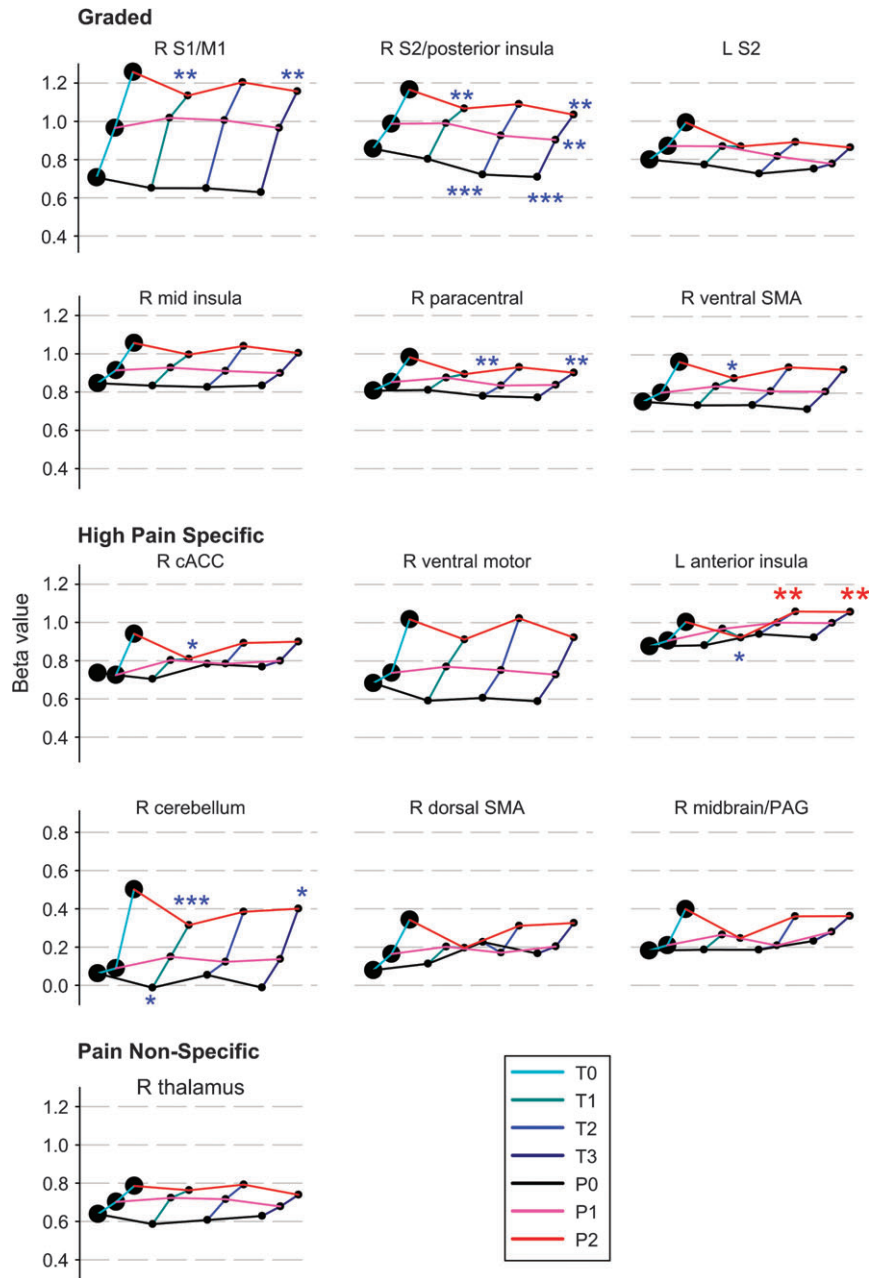 Graded
R S1/M1
R S2/posterior insula
L S2
1.2
1.0
0.8
0.6
0.4
** **
** ** ** *** ***
R mid insula
R paracentral
R ventral SMA
1.2
1.0
0.8
0.6
0.4
** **
*
High Pain Specific
R cACC
R ventral motor
L anterior insula
Beta value
1.2
1.0
0.8
0.6
0.4
*
** ** *
R cerebellum
R dorsal SMA
R midbrain/PAG
0.8
0.6
0.4
0.2
0.0
*** * *
Pain Non-Specific
R thalamus
1.2
1.0
0.8
0.6
0.4
T0
T1
T2
T3
P0
P1
P2